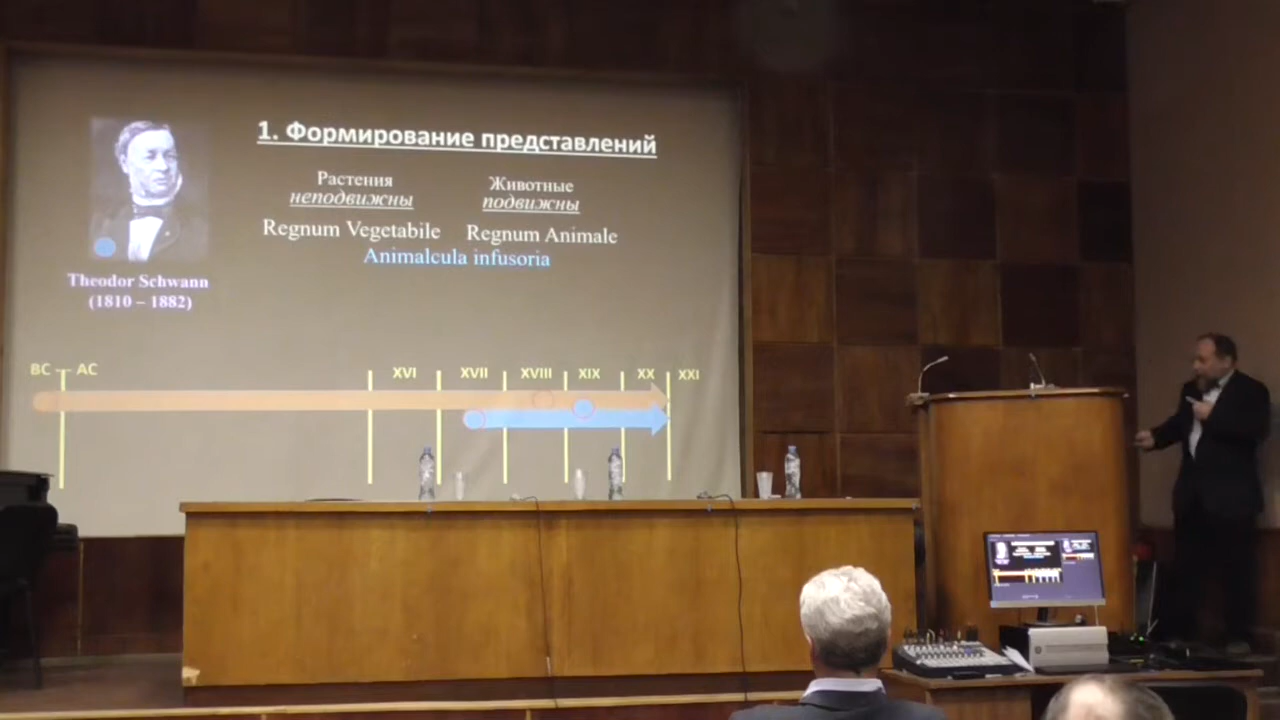 1. Формирование представлений
Растения
неподвижны
Животные
подвижны
Regnum Vegetabile
Regnum Animale
Animalcula infusoria
Theodor Schwann
(1810 – 1882)
BC – AC
XVI
XVII
XVIII
XIX
XX
XXI